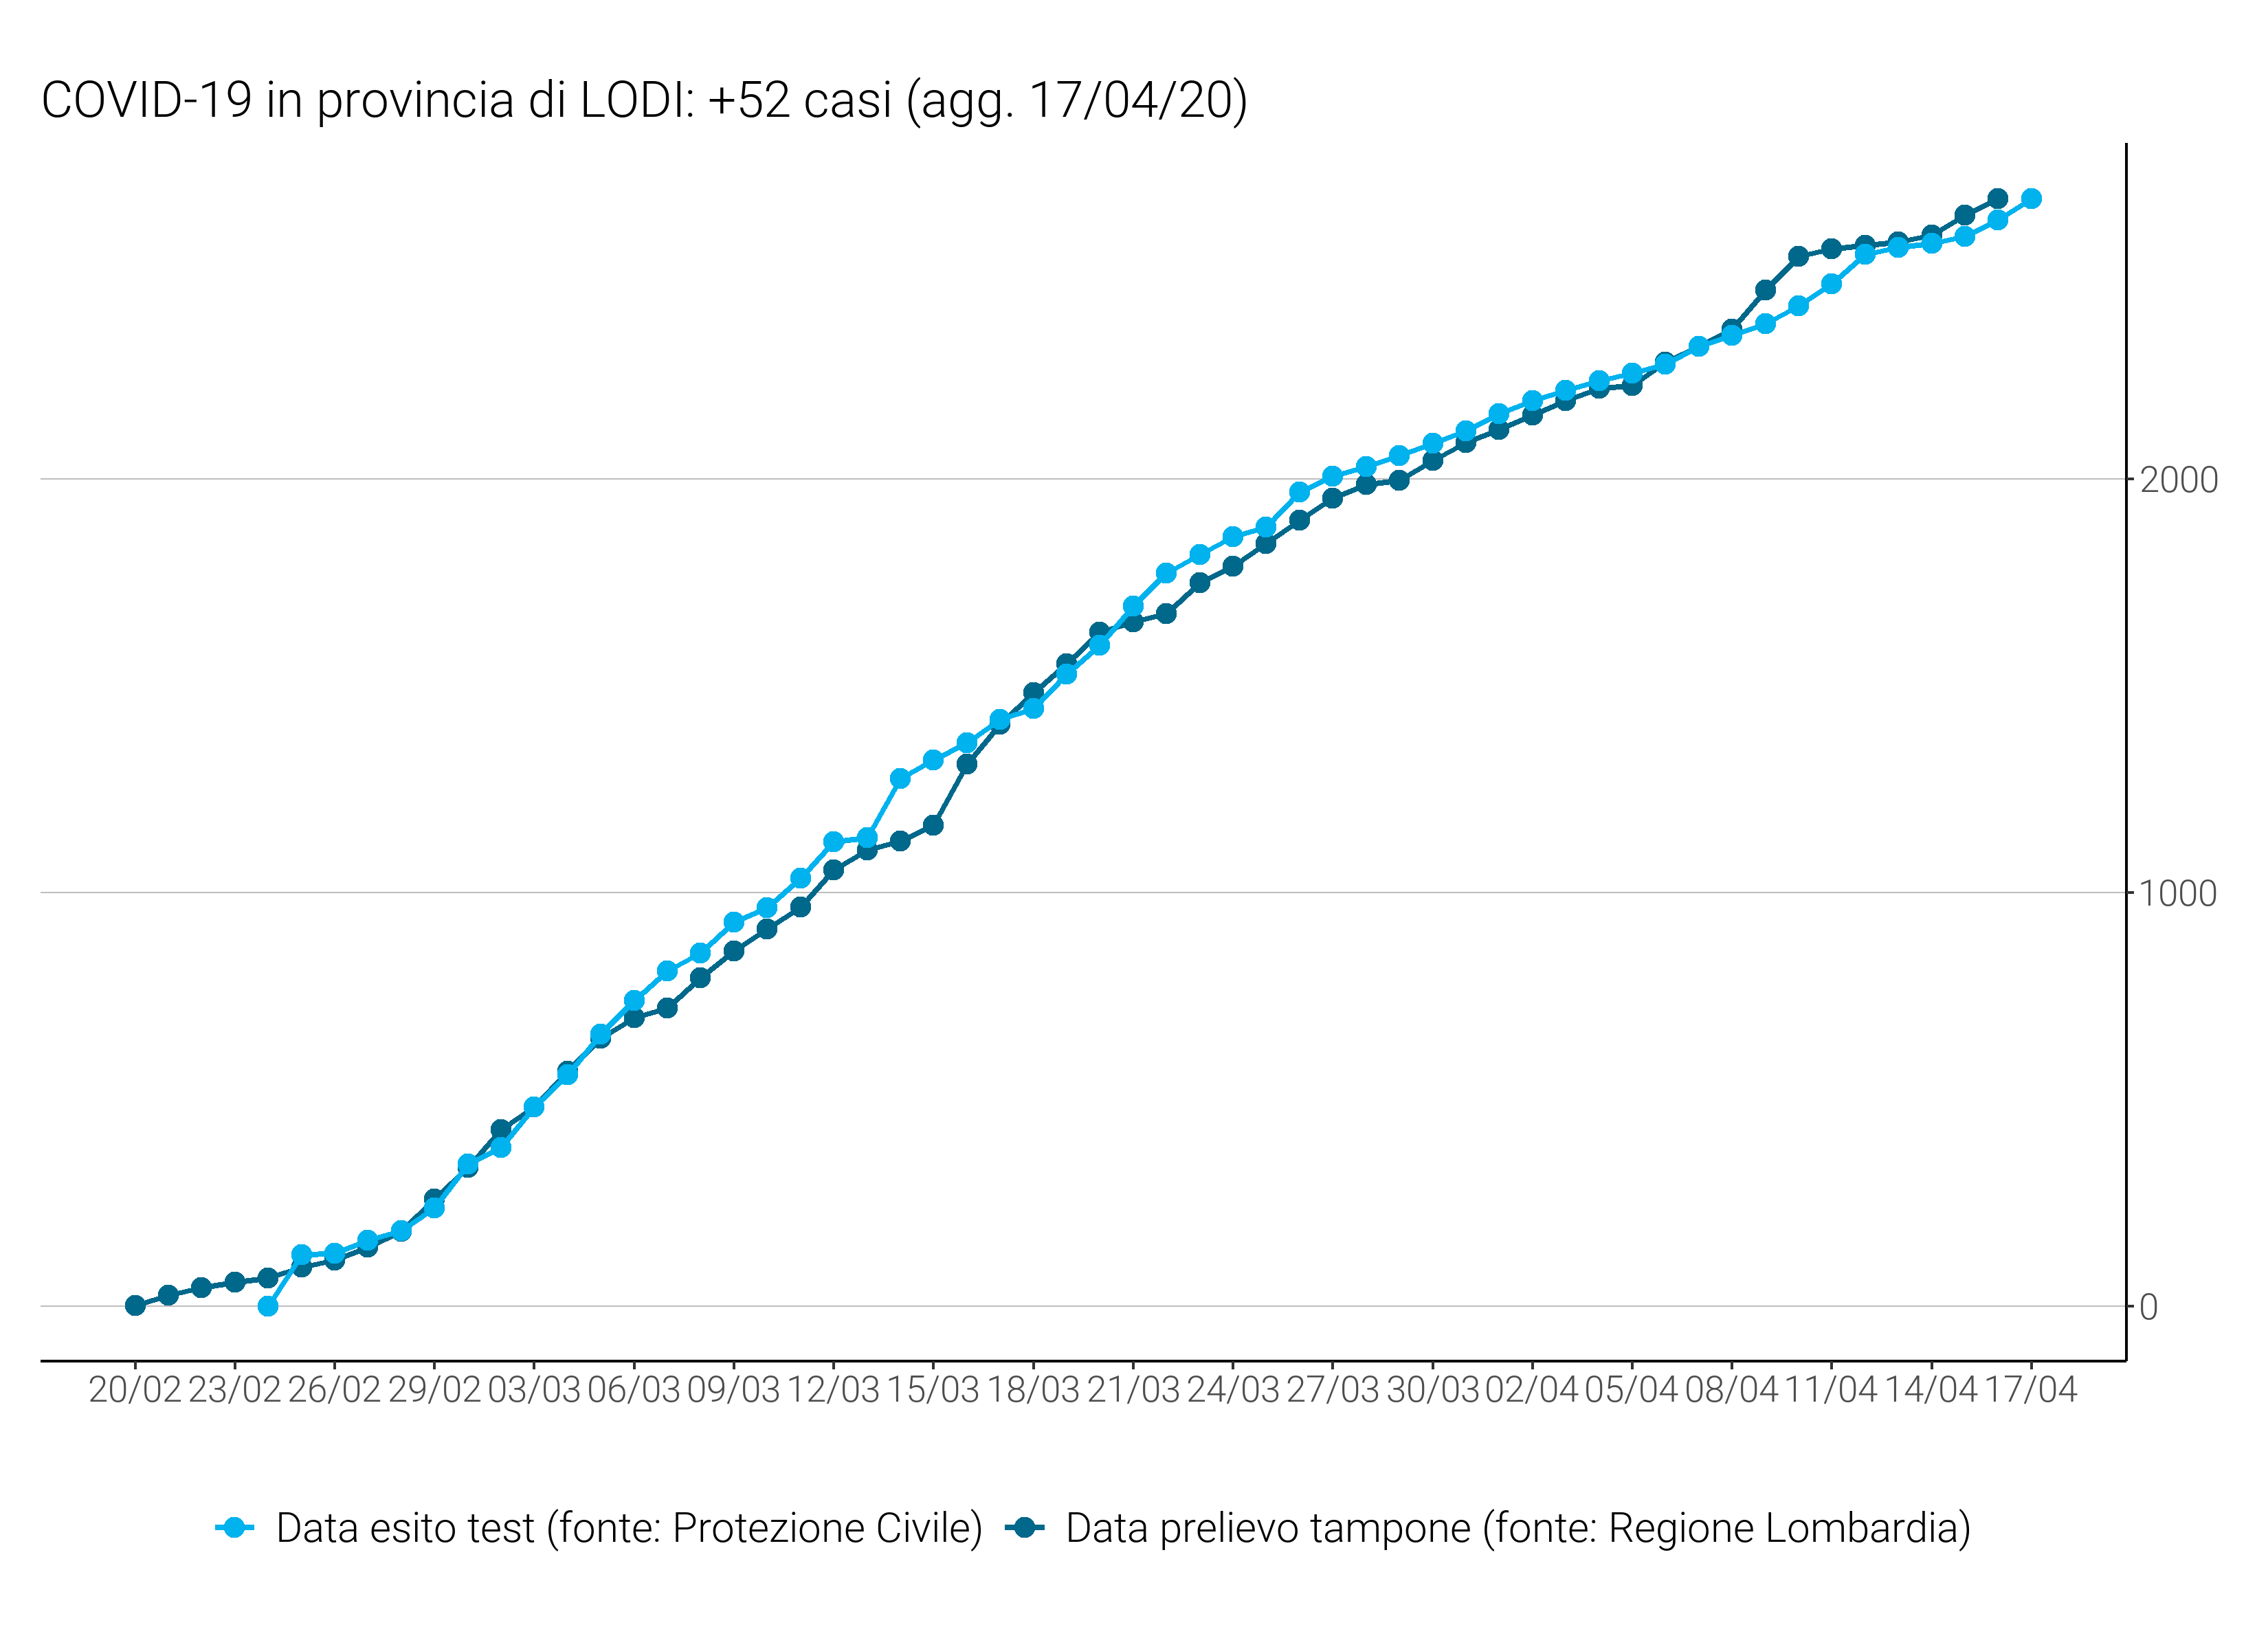 COVID-19 in provincia di LODI: +52 casi (agg. 17/04/20)
2000
1000
0
20/02 23/02 26/02 29/02 03/03 06/03 09/03 12/03 15/03 18/03 21/03 24/03 27/03 30/03 02/04 05/04 08/04 11/04 14/04 17/04
Data esito test (fonte: Protezione Civile) Data prelievo tampone (fonte: Regione Lombardia)